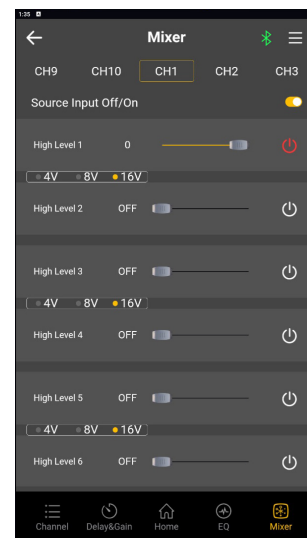 1:35
Mixer
CH9 CH10 CH1 CH2 CH3
Source Input Off/On
High Level 1 0
4V 8V 16V
High Level 2 OFF
High Level 3 OFF
4V 8V 16V
High Level 4 OFF
High Level 5 OFF
4V 8V 16V
High Level 6 OFF
Channel Delay&Gain Home EQ Mixer